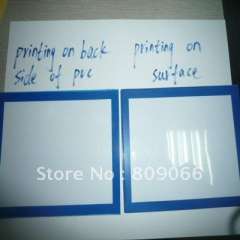 printing on back
side of pvc
printing on
surface
Store No: 809066